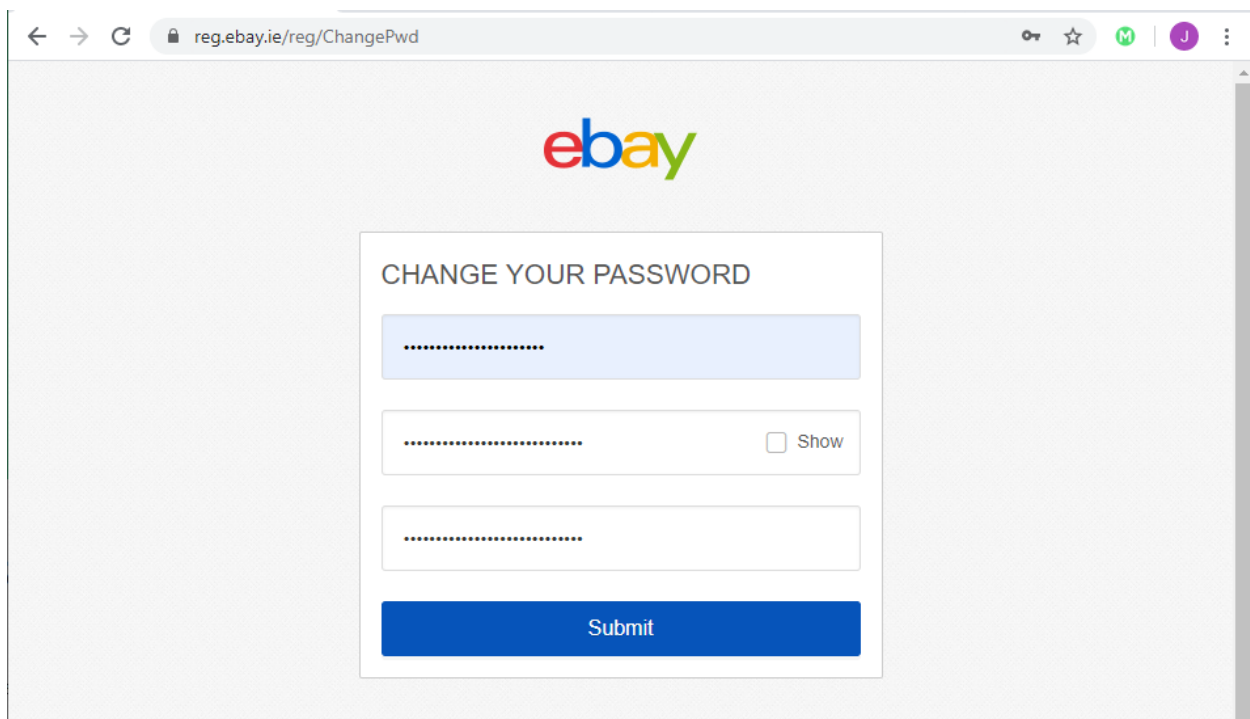 reg.ebay.ie/reg/ChangePwd
M
J
ebay
CHANGE YOUR PASSWORD
••••••••••••••••••••••
•••••••••••••••••••••••••••• Show
••••••••••••••••••••••••••••
Submit